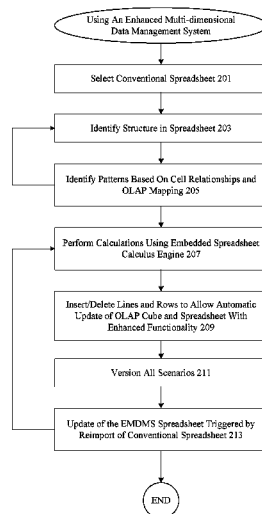 Using An Enhanced Multi-dimensional
Data Management System
Select Conventional Spreadsheet 201
Identify Structure in Spreadsheet 203
Identify Patterns Based On Cell Relationships and
OLAP Mapping 205
Perform Calculations Using Embedded Spreadsheet
Calculus Engine 207
Insert/Delete Lines and Rows to Allow Automatic
Update of OLAP Cube and Spreadsheet With
Enhanced Functionality 209
Version All Scenarios 211
Update of the EMDMS Spreadsheet Triggered by
Reimport of Conventional Spreadsheet 213
END